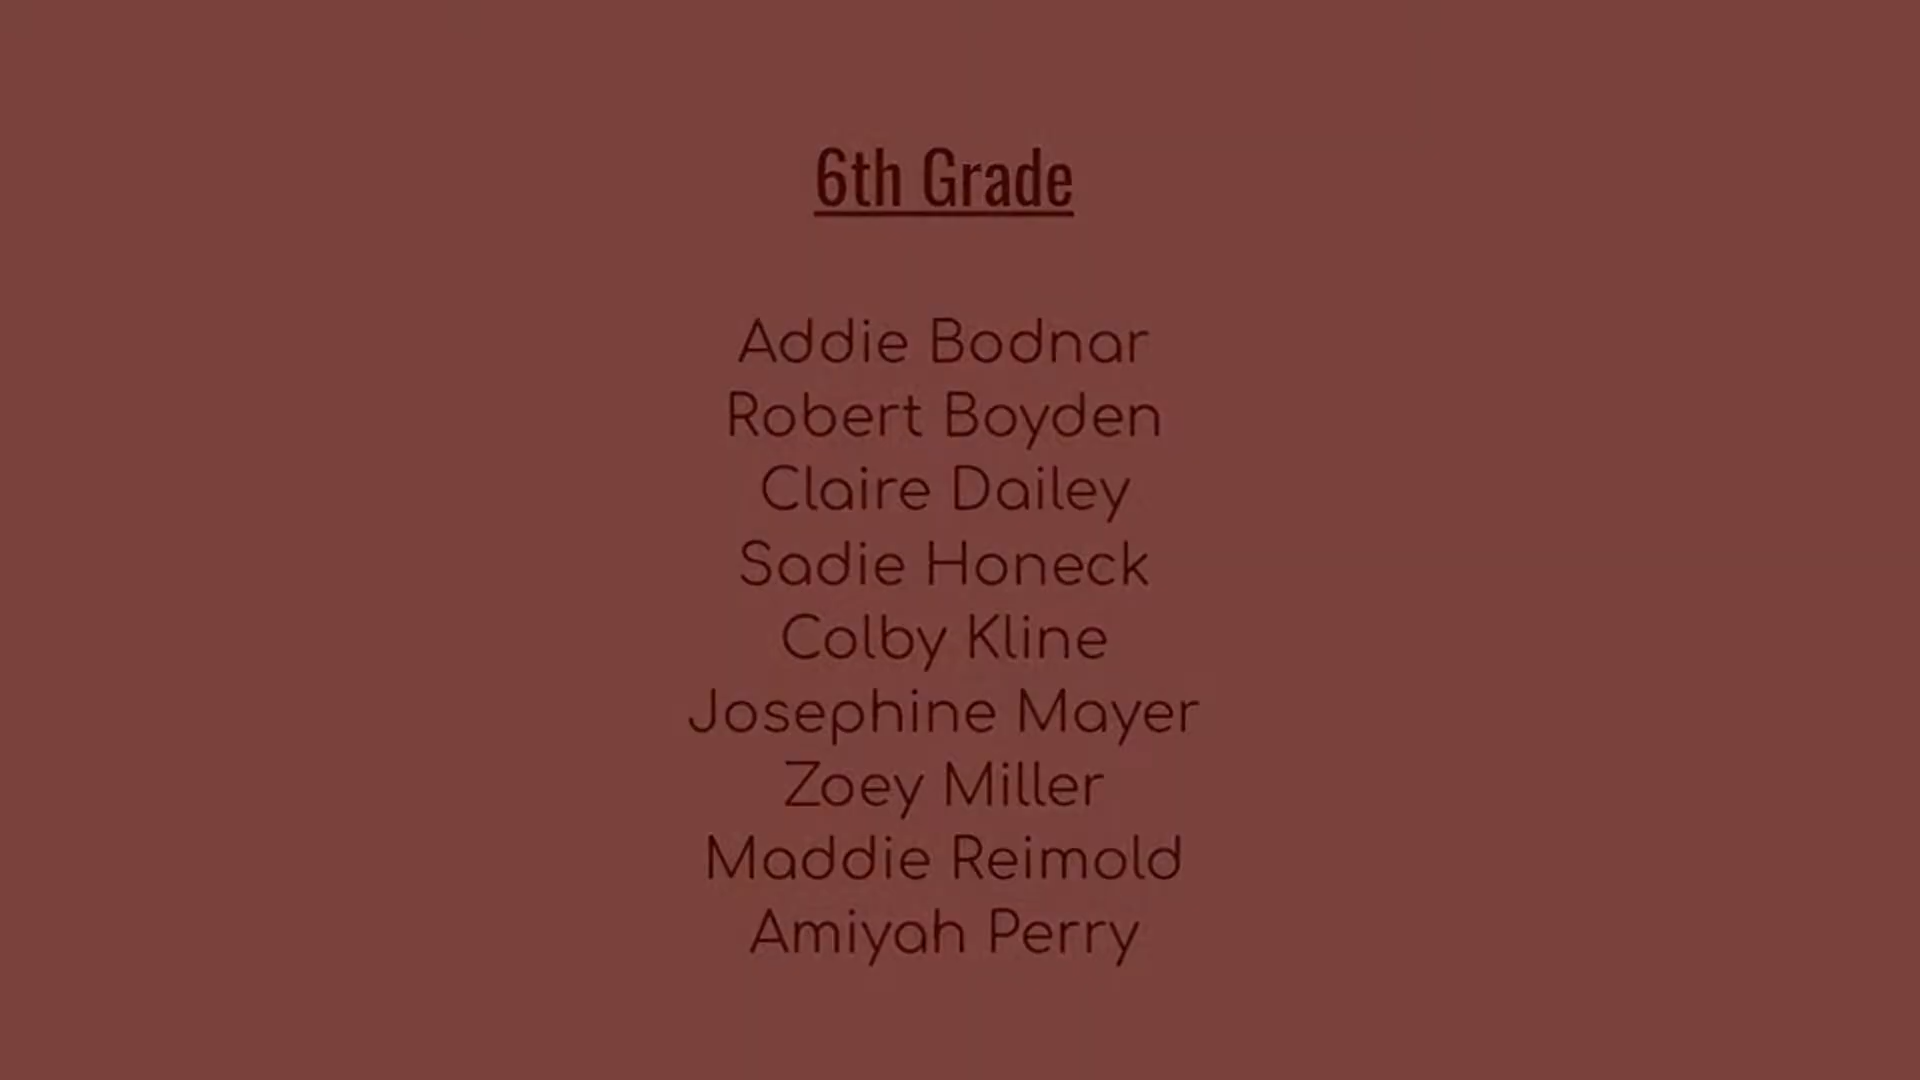 6th Grade
Addie Bodnar
Robert Boyden
Claire Dailey
Sadie Honeck
Colby Kline
Josephine Mayer
Zoey Miller
Maddie Reimold
Amiyah Perry